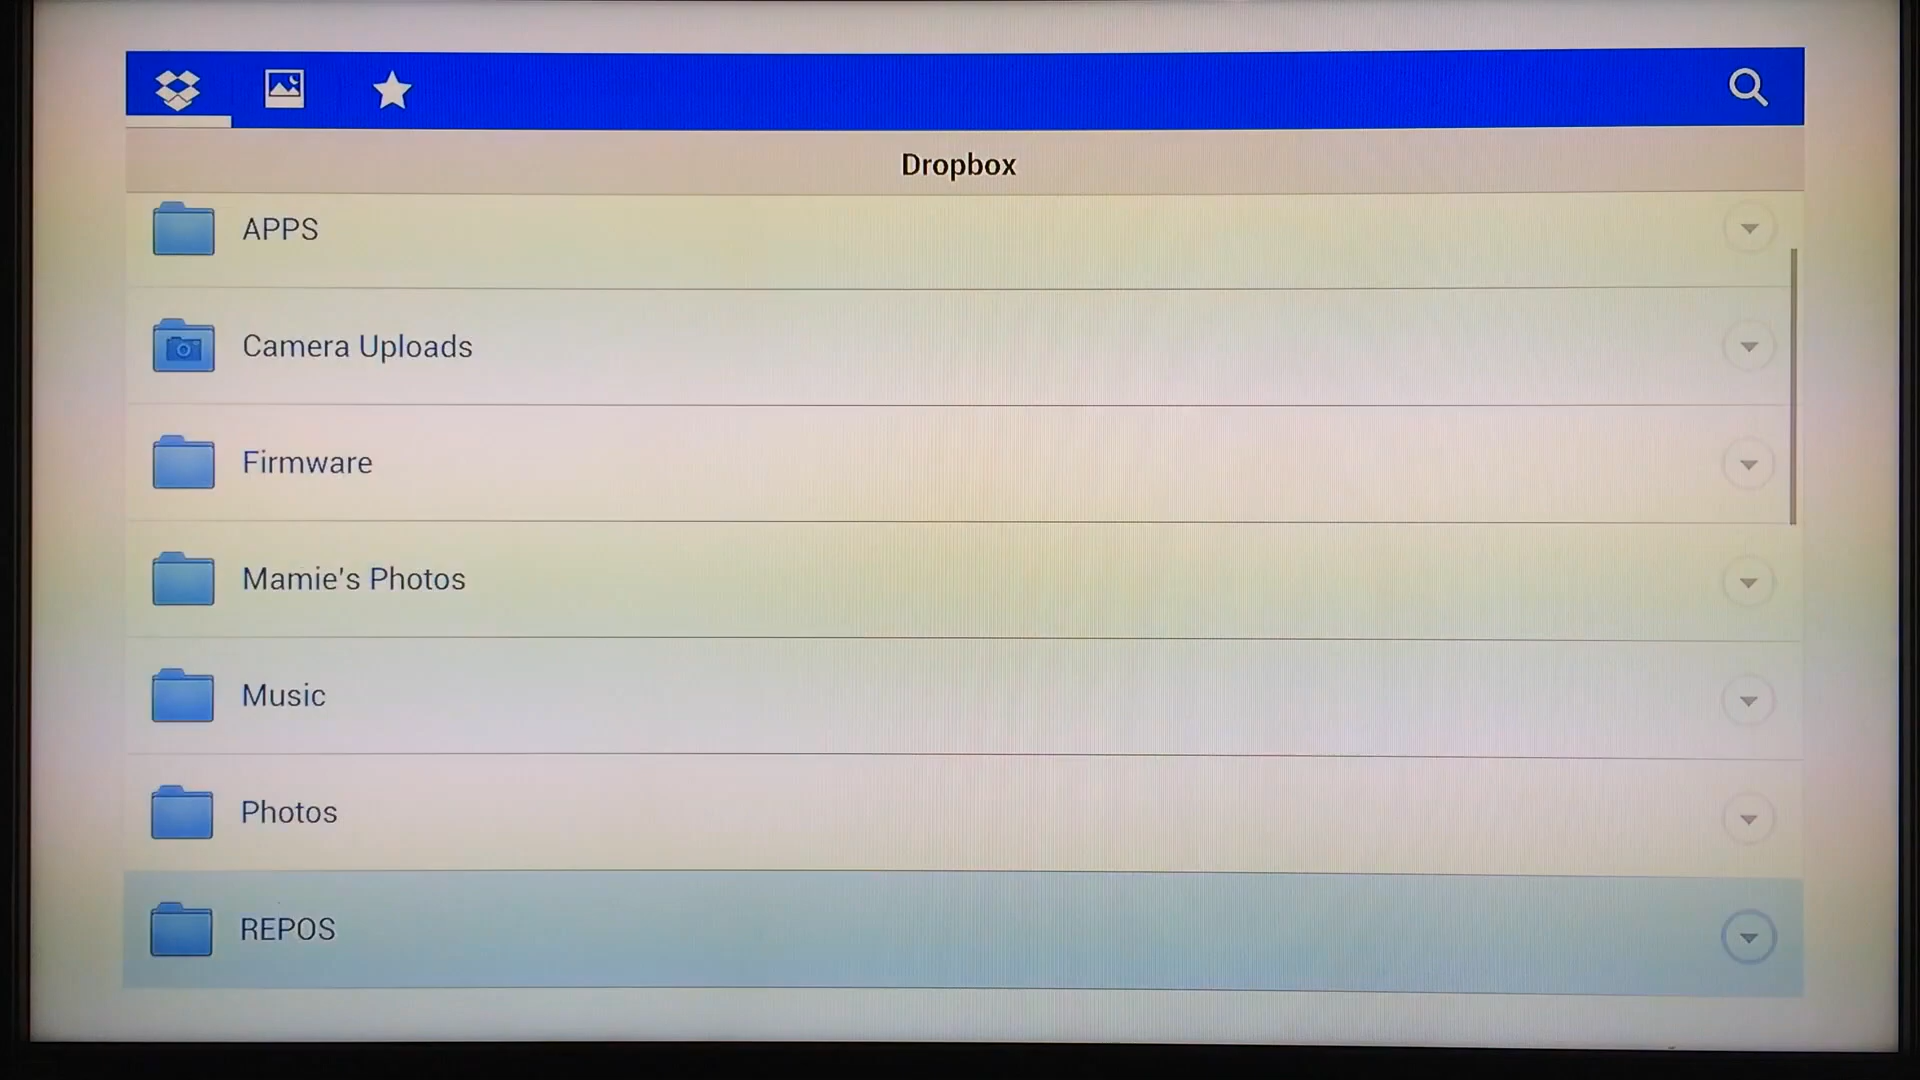 Dropbox
APPS
Camera Uploads
Firmware
Mamie's Photos
Music
Photos
REPOS